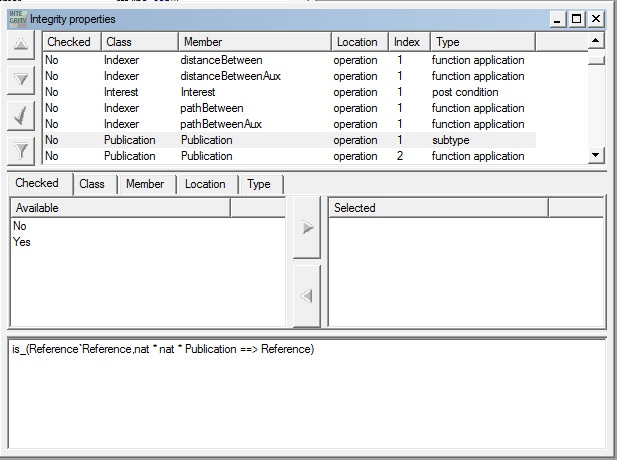 INTE
GRITY
Integrity properties
Checked Class Member Location Index Type
No Indexer distanceBetween operation 1 function application
No Indexer distanceBetweenAux operation 1 function application
No Interest Interest operation 1 post condition
No Indexer pathBetween operation 1 function application
No Indexer pathBetweenAux operation 1 function application
No Publication Publication operation 1 subtype
No Publication Publication operation 2 function application
Checked Class Member Location Type
Available Selected
No
Yes
is_(Reference`Reference,nat * nat * Publication ==> Reference)